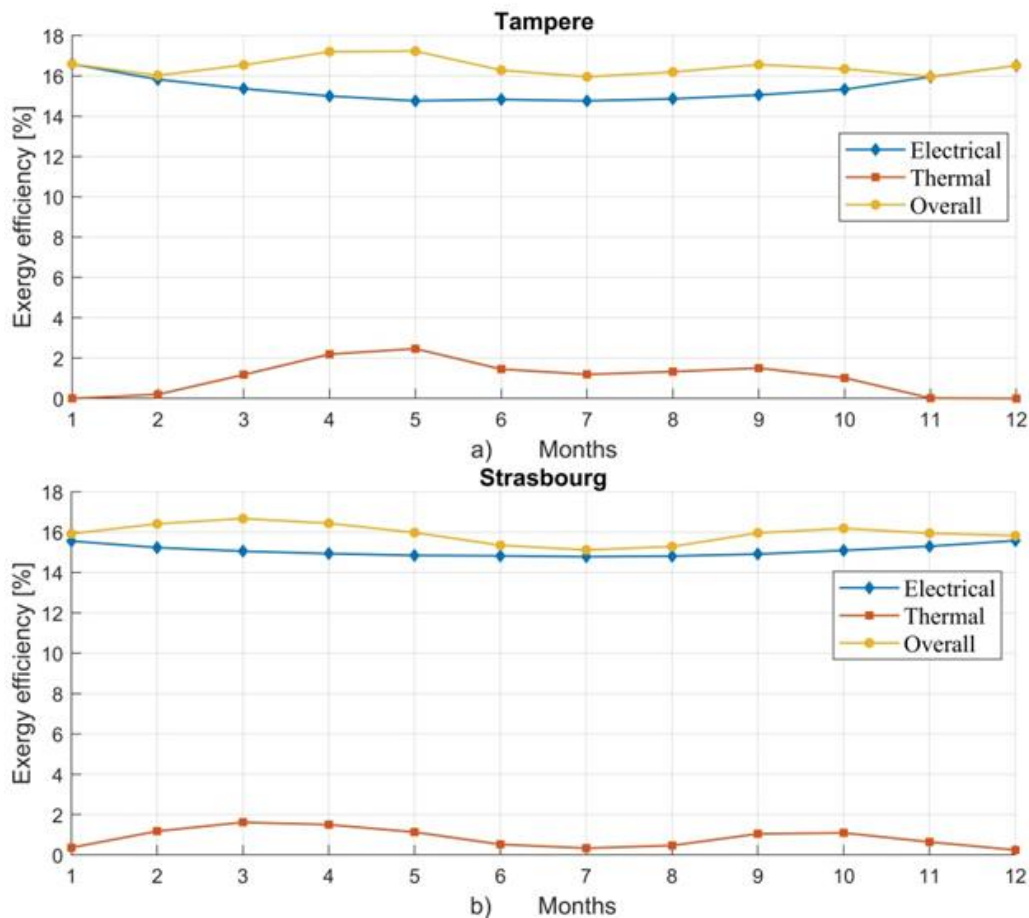 Tampere
Exergy efficiency [%]
18
16
14
12
10
8
6
4
2
0
Electrical
Thermal
Overall
1 2 3 4 5 6 7 8 9 10 11 12
a) Months
Strasbourg
Exergy efficiency [%]
18
16
14
12
10
8
6
4
2
0
Electrical
Thermal
Overall
1 2 3 4 5 6 7 8 9 10 11 12
b) Months